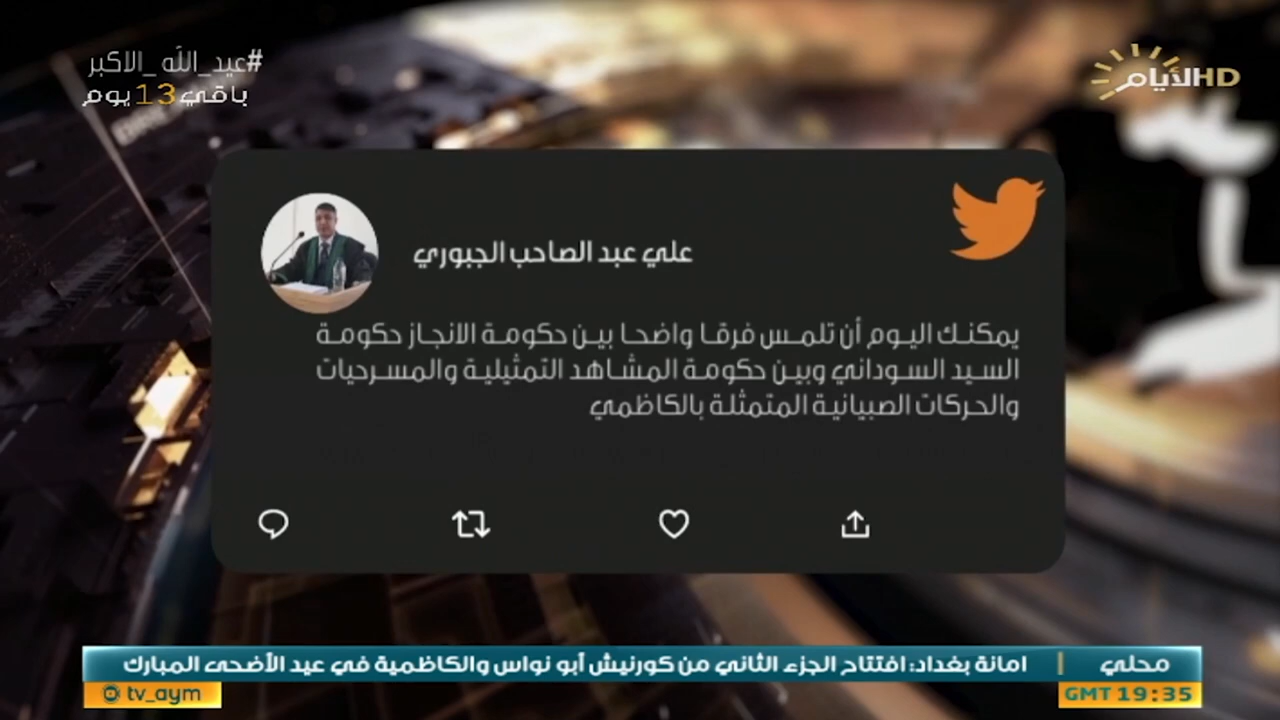 #عيد_الله_الاكبر
باقي 13 يوم
الأيام HD
علي عبد الصاحب الجبوري
يمكنك اليوم أن تلمس فرقا واضحا بين حكومة الانجاز حكومة
السيد السوداني وبين حكومة المشاهد التمثيلية والمسرحيات
والحركات الصبيانية المتمثلة بالكاظمي
محلي | امانة بغداد: افتتاح الجزء الثاني من كورنيش أبو نواس والكاظمية في عيد الأضحى المبارك
GMT 19:35
tv_aym